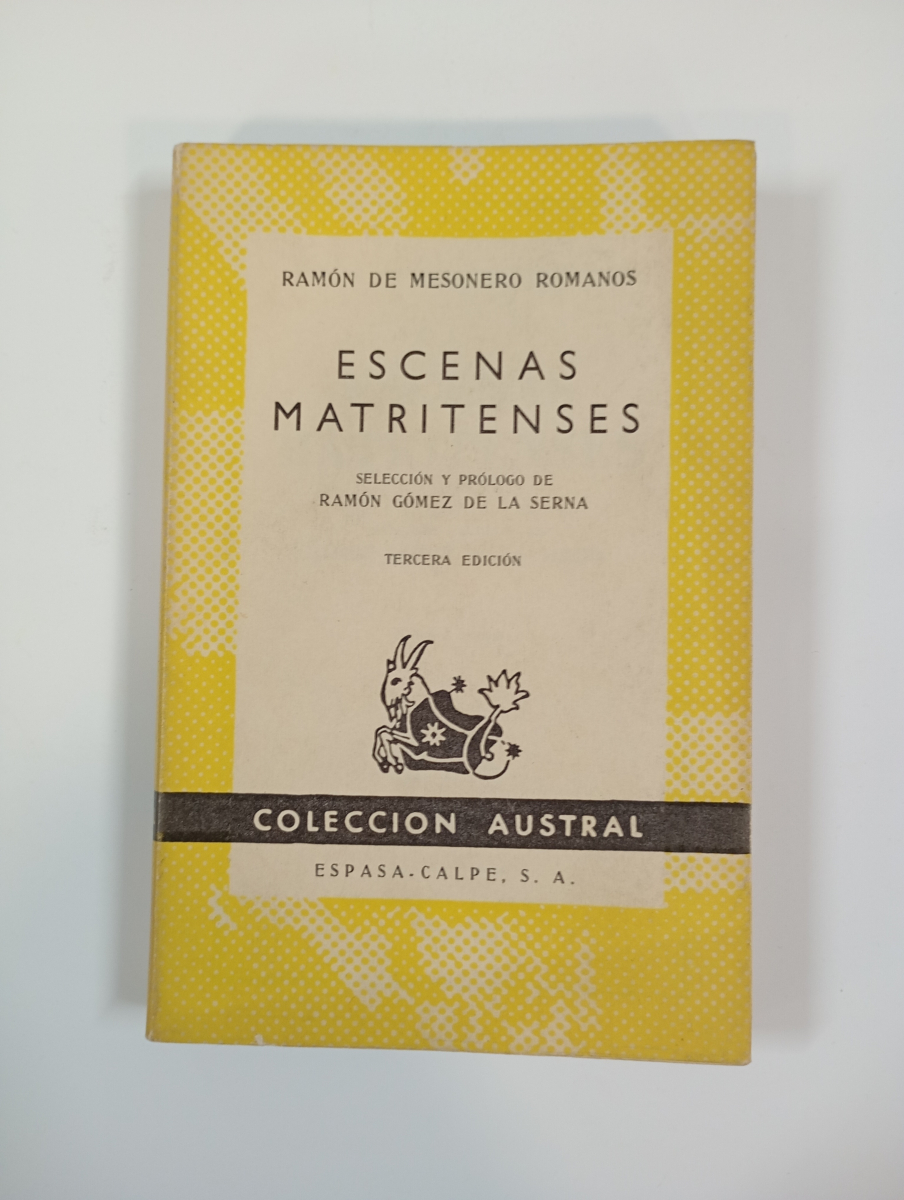 RAMÓN DE MESONERO ROMANOS
ESCENAS
MATRITENSES
SELECCIÓN Y PRÓLOGO DE
RAMÓN GÓMEZ DE LA SERNA
TERCERA EDICIÓN
COLECCION AUSTRAL
ESPASA-CALPE, S. A.